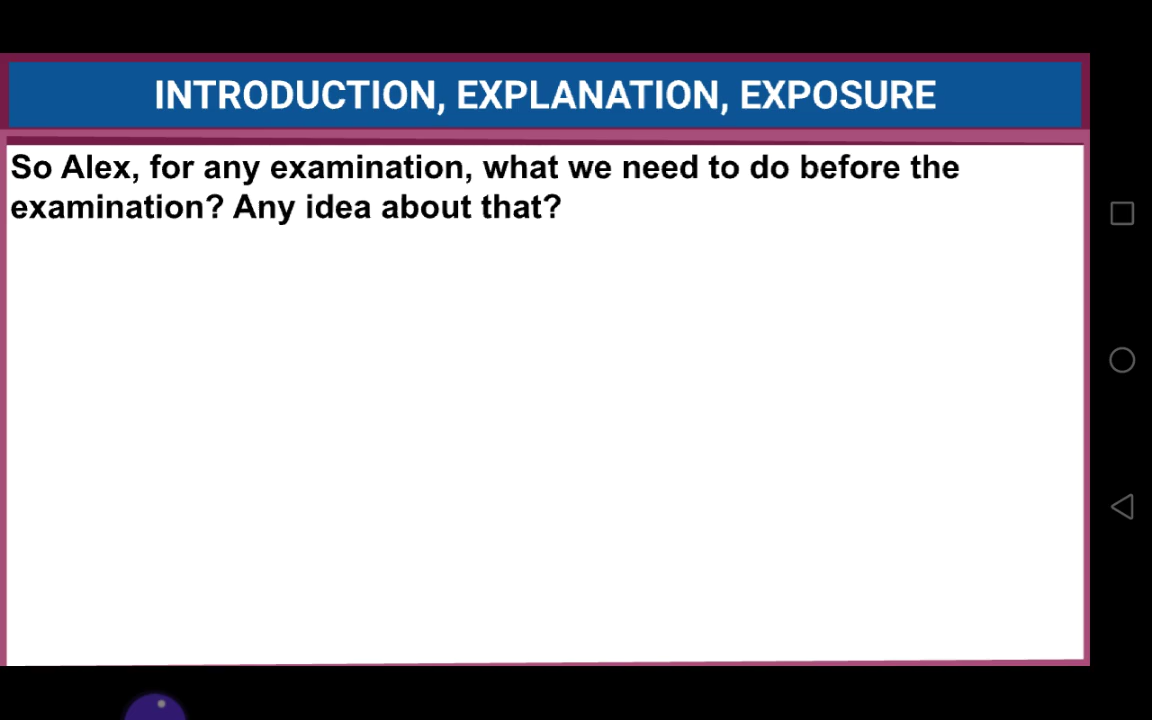 INTRODUCTION, EXPLANATION, EXPOSURE
So Alex, for any examination, what we need to do before the
examination? Any idea about that?